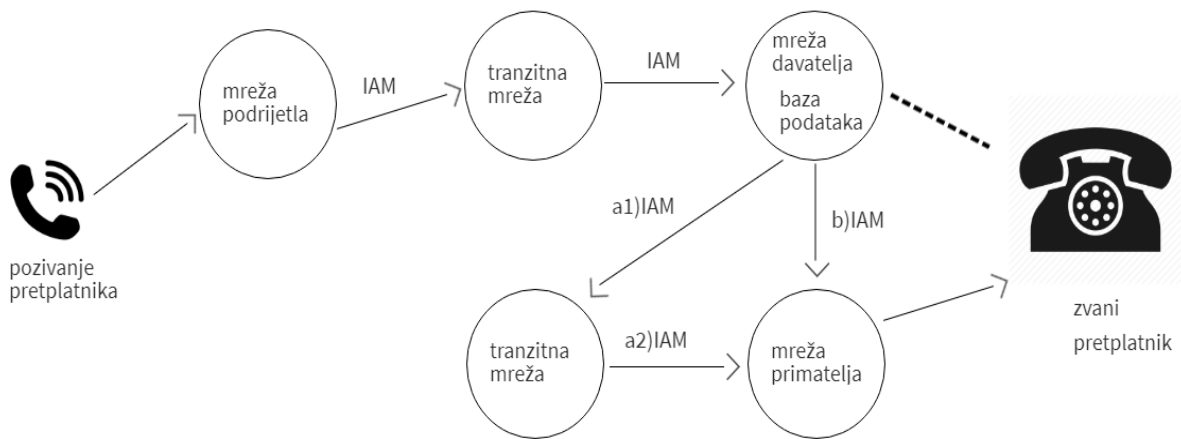 mreža
podrijetla
IAM
tranzitna
mreža
IAM
mreža
davatelja
baza
podataka
pozivanje
pretplatnika
a1)IAM
b)IAM
zvani
pretplatnik
tranzitna
mreža
a2)IAM
mreža
primatelja